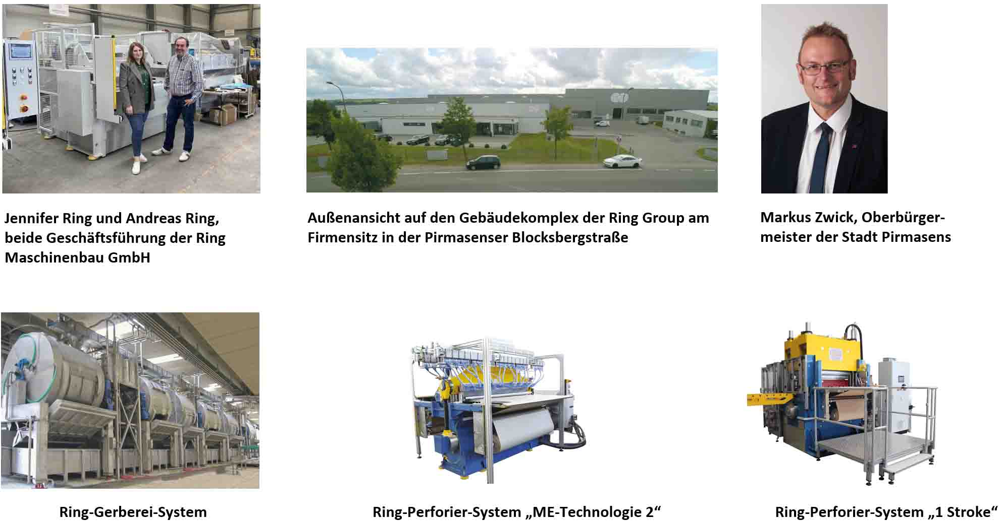 Jennifer Ring und Andreas Ring,
beide Geschäftsführung der Ring
Maschinenbau GmbH
Außenansicht auf den Gebäudekomplex der Ring Group am
Firmensitz in der Pirmasenser Blocksbergstraße
Markus Zwick, Oberbürger-
meister der Stadt Pirmasens
Ring-Gerberei-System
Ring-Perforier-System „ME-Technologie 2“
Ring-Perforier-System „1 Stroke“